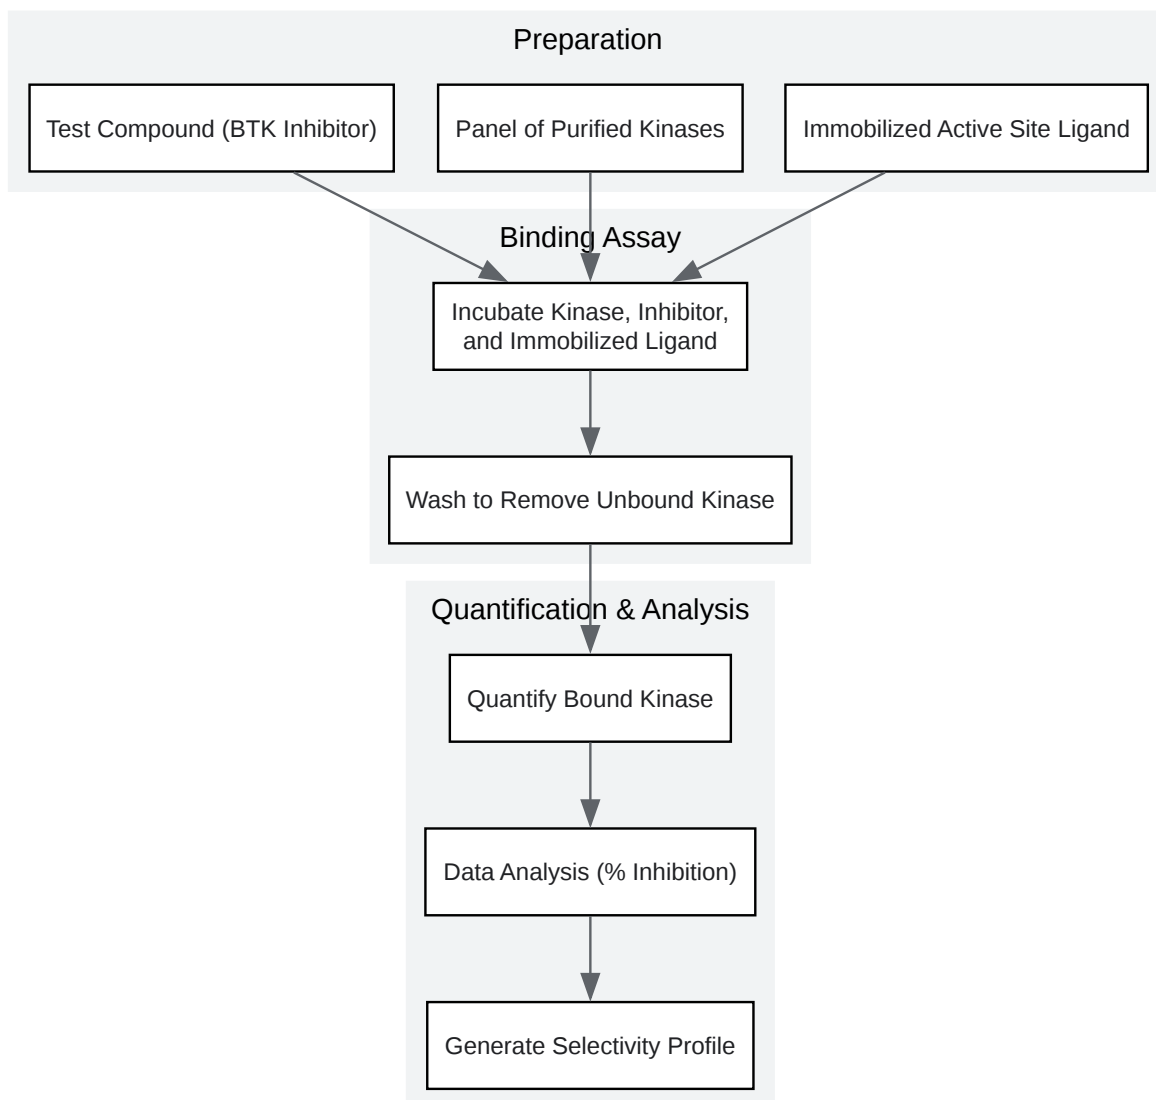 Preparation
Test Compound (BTK Inhibitor)
Panel of Purified Kinases
Immobilized Active Site Ligand
Binding Assay
Incubate Kinase, Inhibitor,
and Immobilized Ligand
Wash to Remove Unbound Kinase
Quantification & Analysis
Quantify Bound Kinase
Data Analysis (% Inhibition)
Generate Selectivity Profile